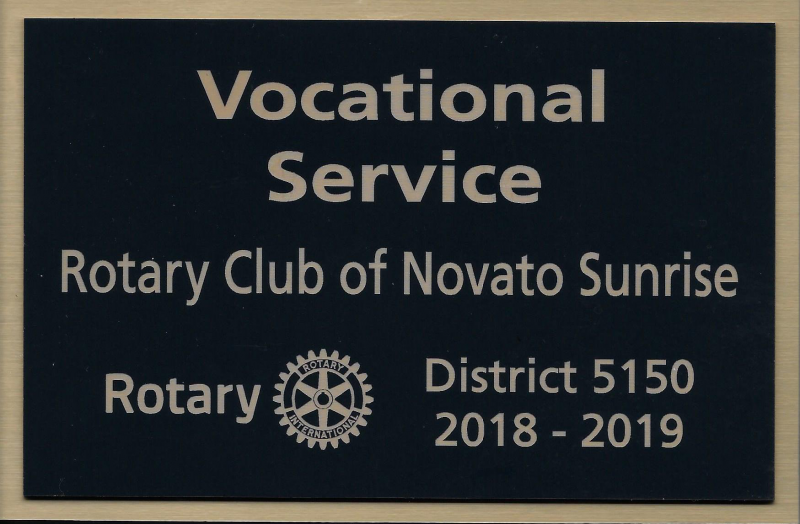 Vocational
Service
Rotary Club of Novato Sunrise
Rotary
ROTARY
INTERNATIONAL
District 5150
2018 - 2019